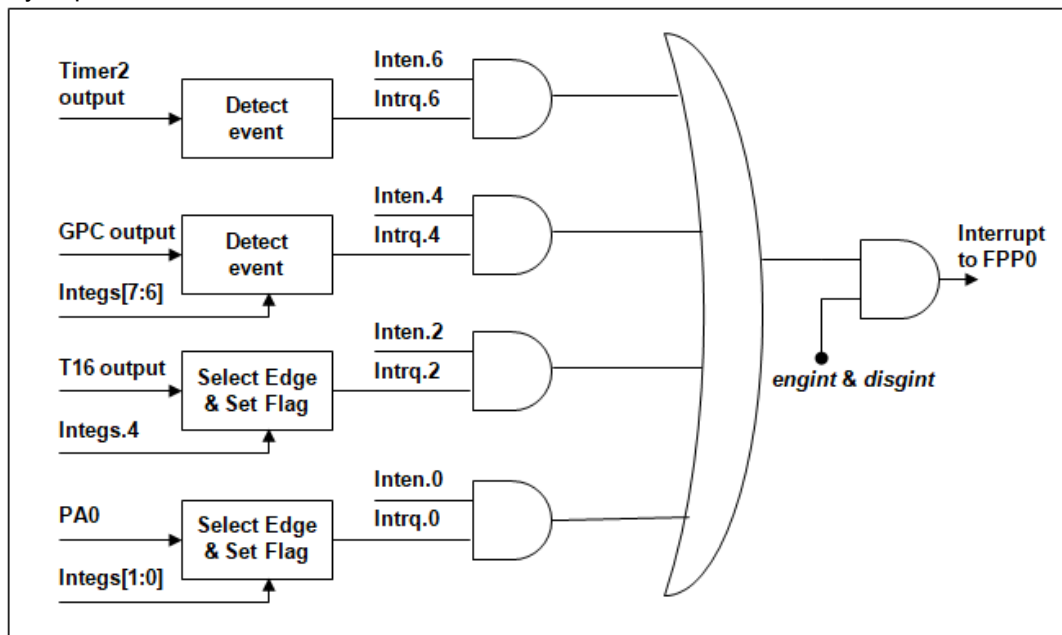 Timer2
output
Detect
event
Inten.6
Intrq.6
GPC output
Integs[7:6]
Detect
event
Inten.4
Intrq.4
T16 output
Integs.4
Select Edge
& Set Flag
Inten.2
Intrq.2
PA0
Integs[1:0]
Select Edge
& Set Flag
Inten.0
Intrq.0
engint & disgint
Interrupt
to FPP0